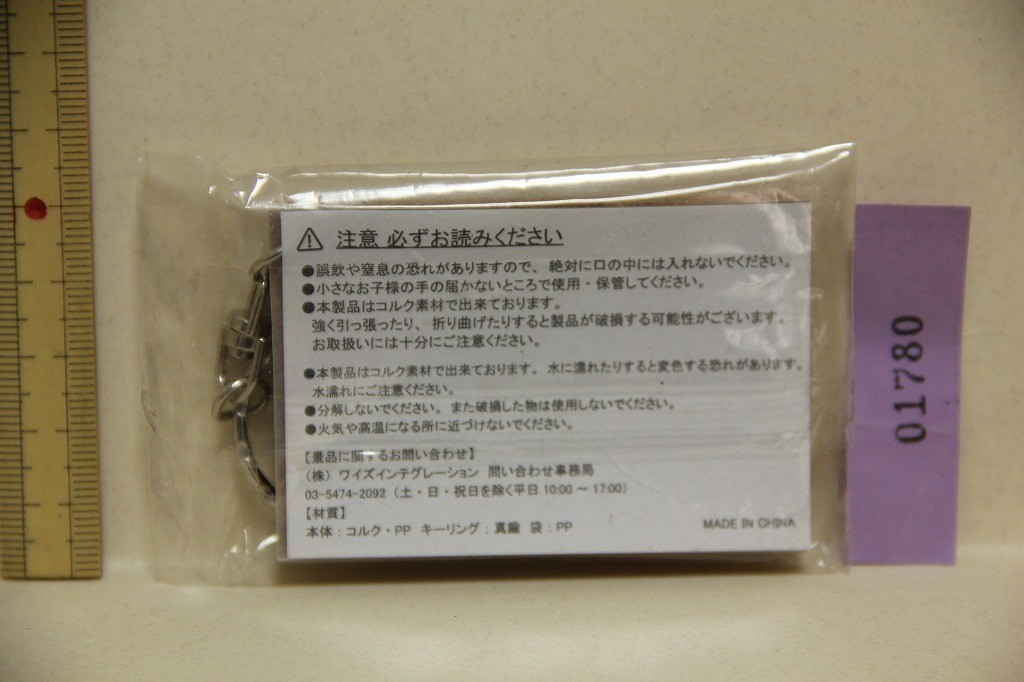 注意 必ずお読みください
●誤飲や窒息の恐れがありますので、絶対に口の中には入れないでください。
●小さなお子様の手の届かないところで使用・保管してください。
●本製品はコルク素材で出来ております。
強く引っ張ったり、折り曲げたりすると製品が破損する可能性がございます。
お取扱いには十分にご注意ください。
●本製品はコルク素材で出来ております。水に濡れたりすると変色する恐れがあります。
水濡れにご注意ください。
●分解しないでください。また破損した物は使用しないでください。
●火気や高温になる所に近づけないでください。
【景品に関するお問い合わせ】
(株) ワイズインテグレーション 問い合わせ事務局
03-5474-2092 (土・日・祝日を除く平日 10:00 ~ 17:00)
【材質】
本体:コルク・PP キーリング:真鍮 袋:PP
MADE IN CHINA
01780